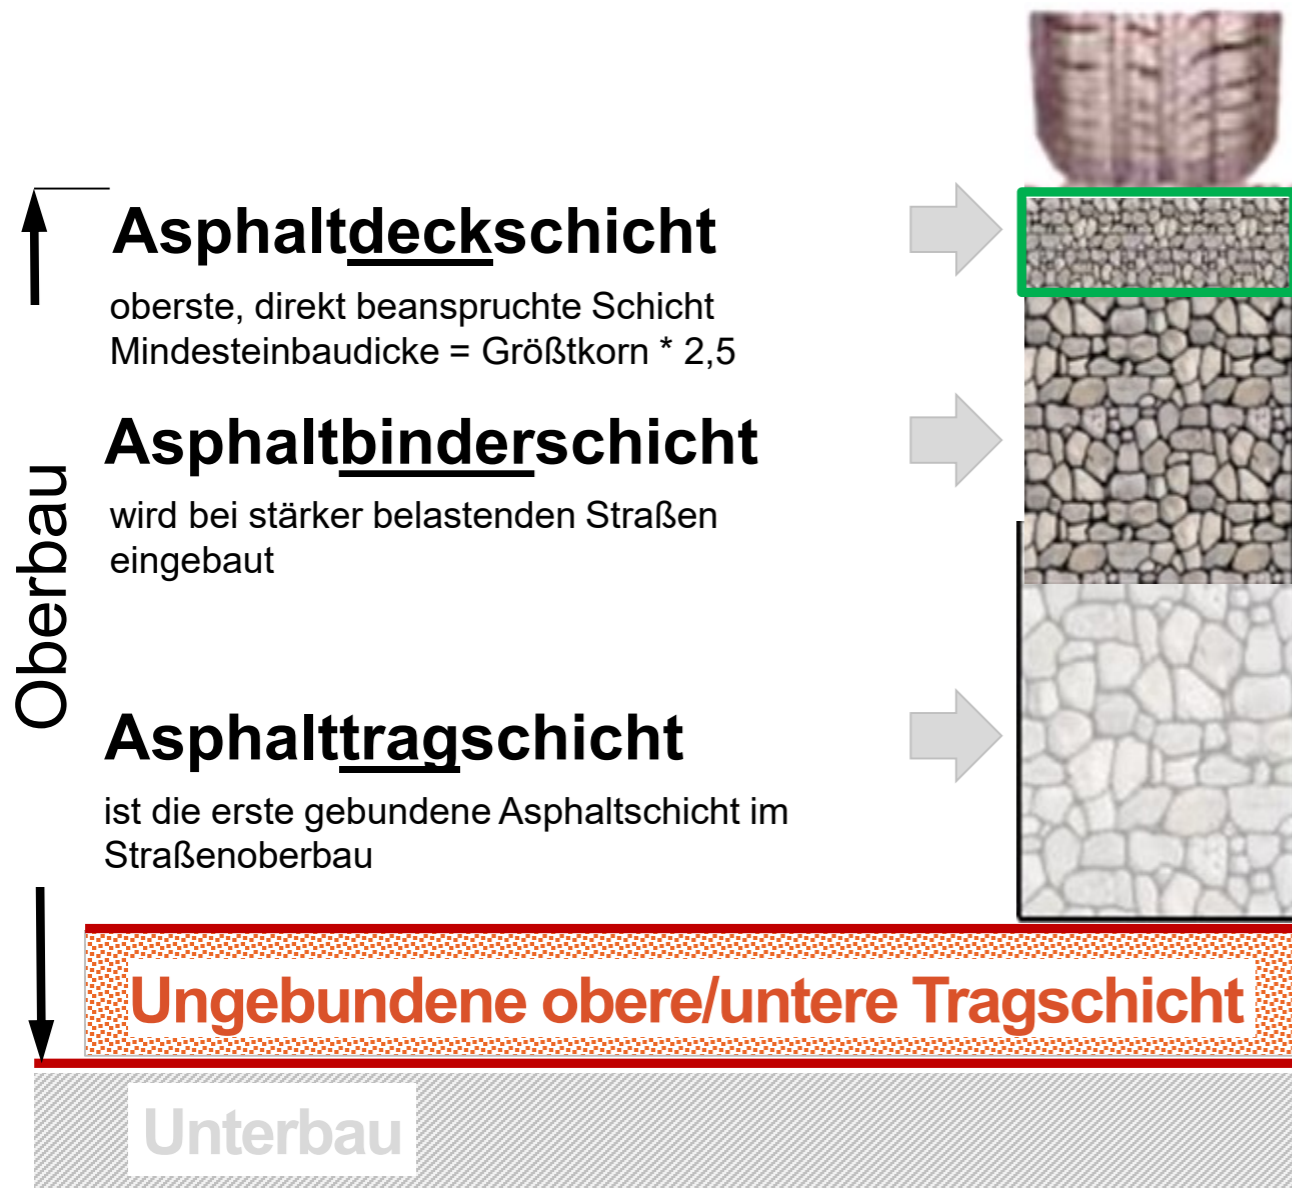 Asphaltdeckschicht
oberste, direkt beanspruchte Schicht
Mindesteinbaudicke = Größtkorn * 2,5
Asphaltbinderschicht
wird bei stärker belastenden Straßen
eingebaut
Oberbau
Asphalttragschicht
ist die erste gebundene Asphaltschicht im
Straßenoberbau
Ungebundene obere/untere Tragschicht
Unterbau